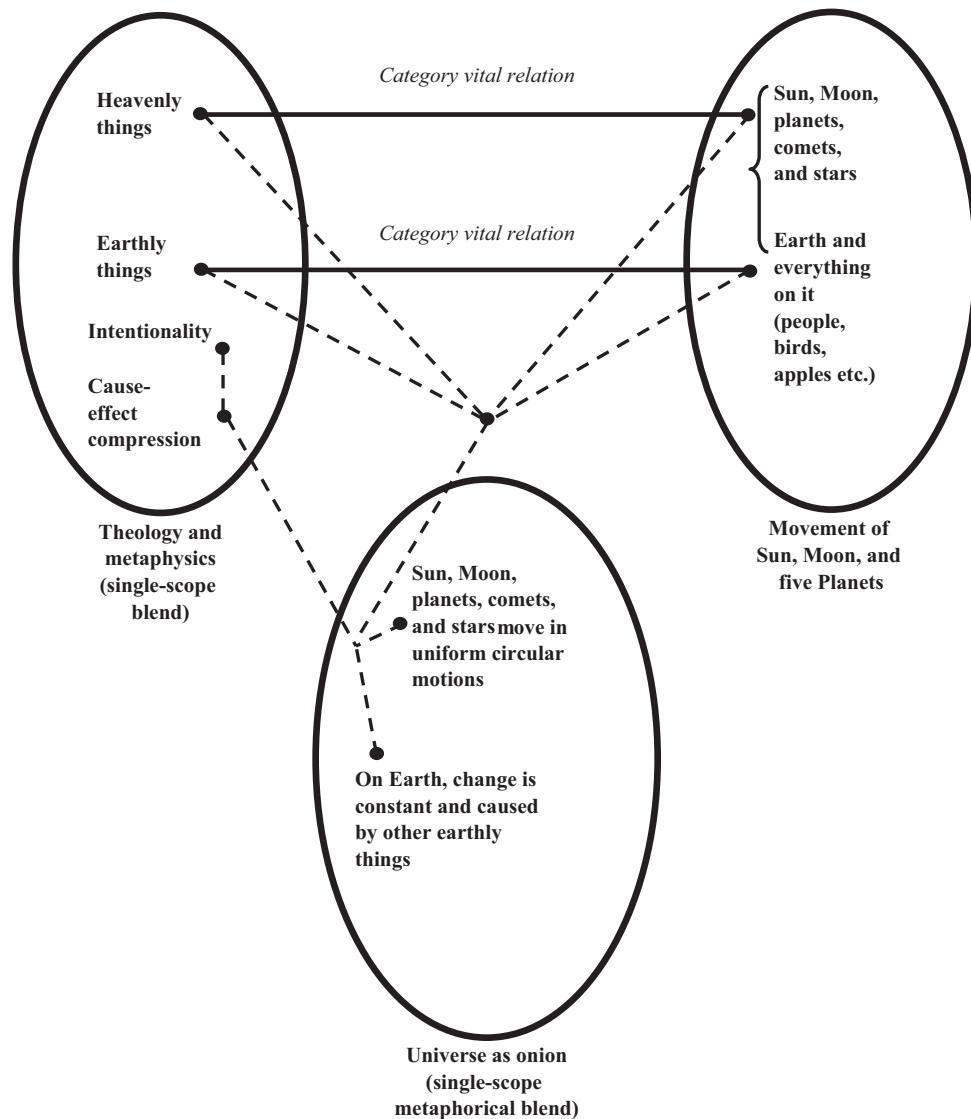 Category vital relation
Heavenly
things
Sun, Moon,
planets,
comets,
and stars
Category vital relation
Earthly
things
Earth and
everything
on it
(people,
birds,
apples etc.)
Intentionality
Cause-
effect
compression
Theology and
metaphysics
(single-scope
blend)
Movement of
Sun, Moon, and
five Planets
Sun, Moon,
planets, comets,
and stars move in
uniform circular
motions
On Earth, change is
constant and caused
by other earthly
things
Universe as onion
(single-scope
metaphorical blend)